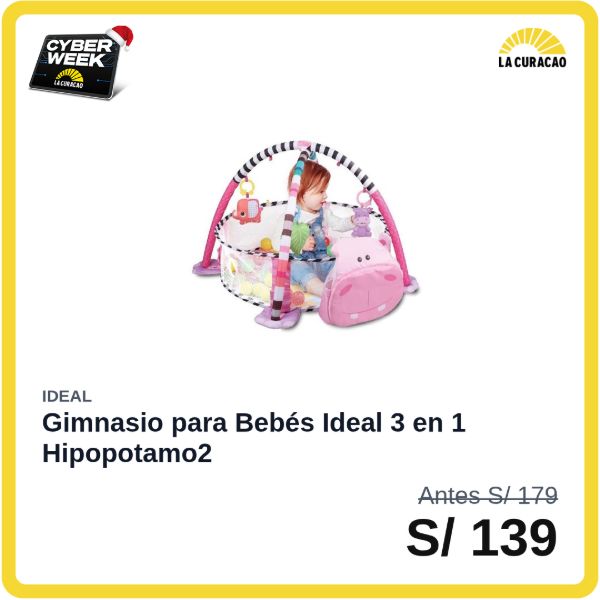 CYBER
WEEK
LA CURACAO
LA CURACAO
IDEAL
Gimnasio para Bebés Ideal 3 en 1
Hipopotamo2
Antes S/ 179
S/ 139